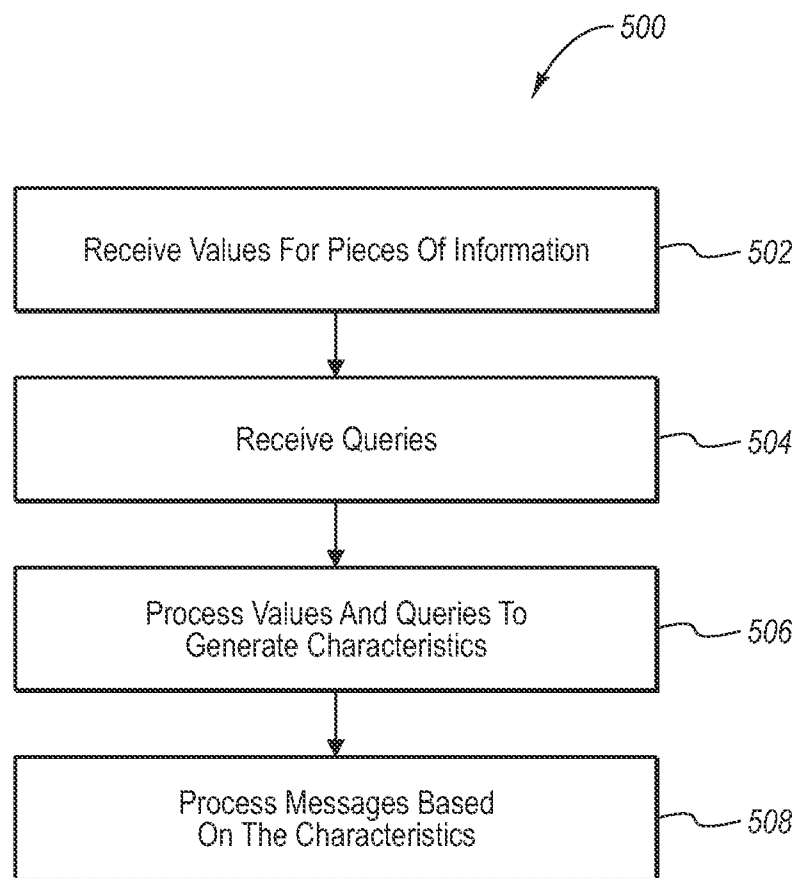 500
Receive Values For Pieces Of Information
502
Receive Queries
504
Process Values And Queries To
Generate Characteristics
506
Process Messages Based
On The Characteristics
508